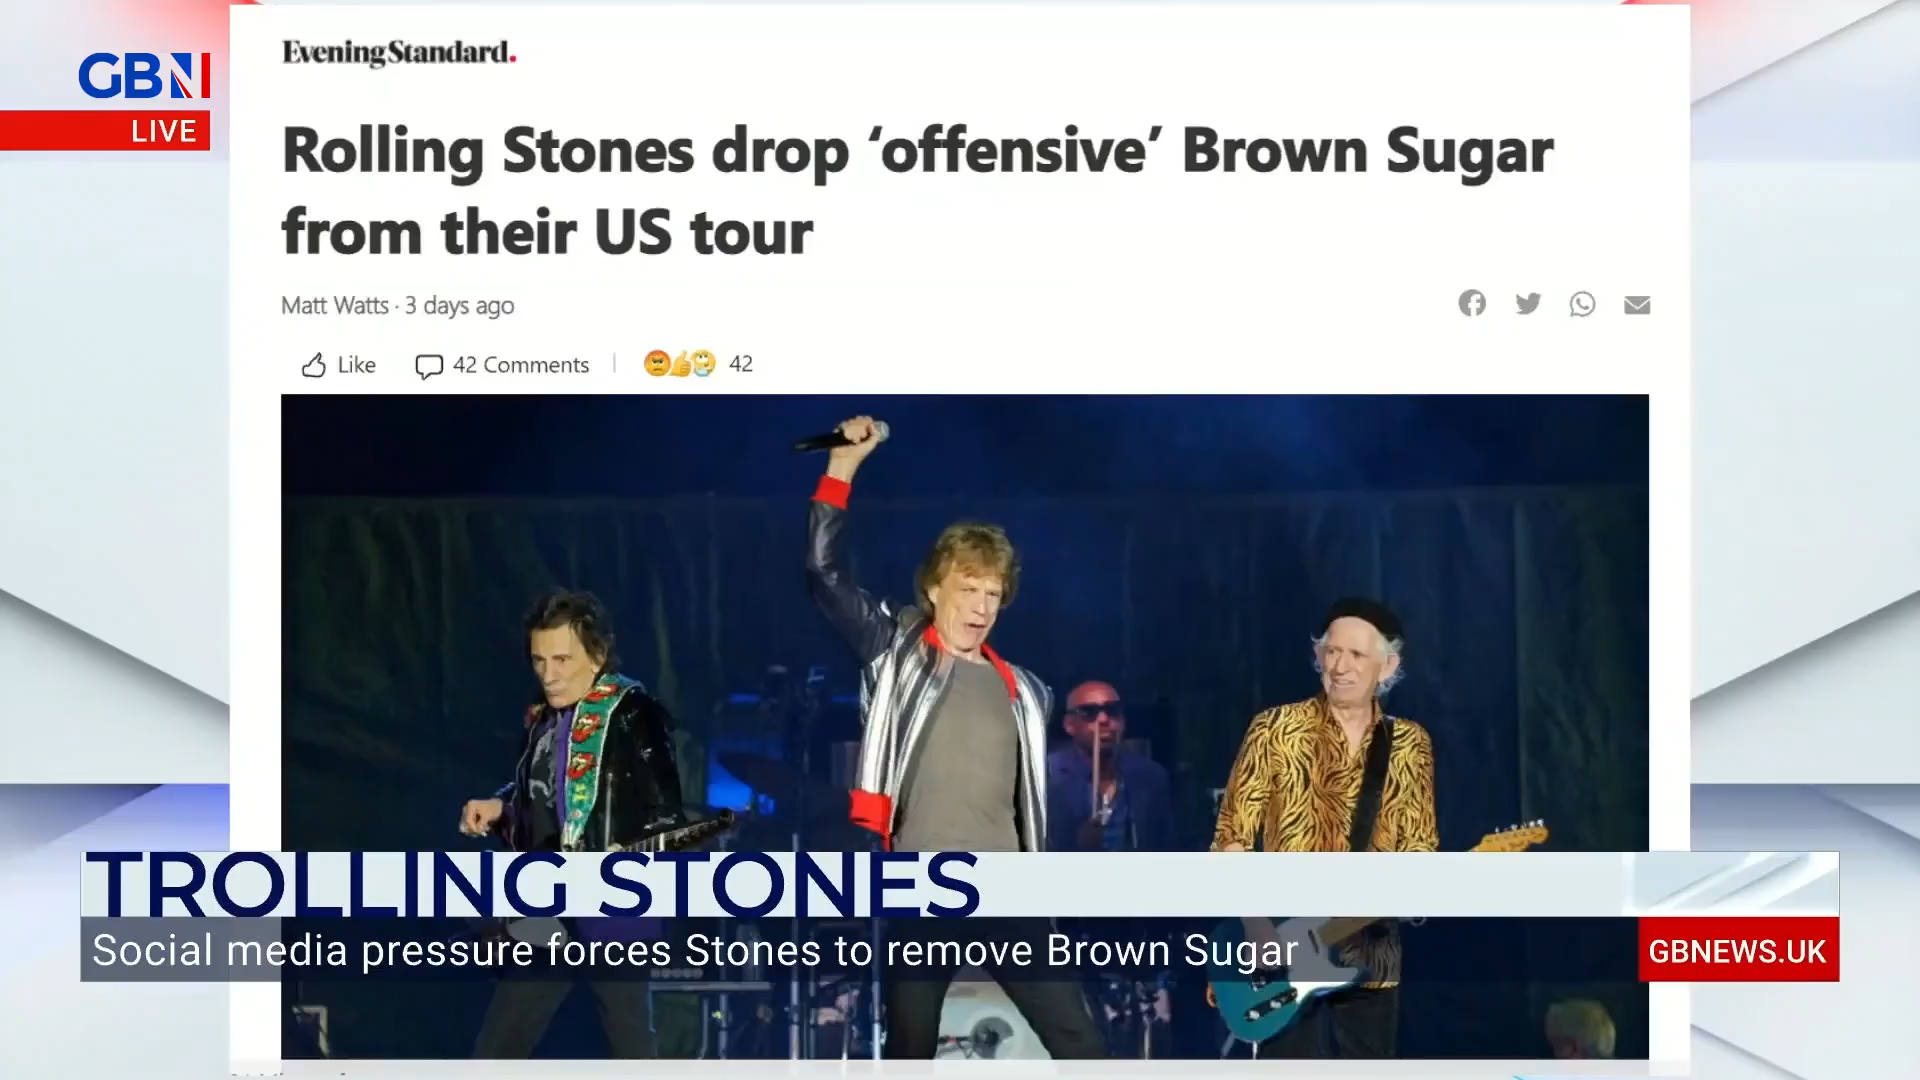 GBN
LIVE
Evening Standard.
Rolling Stones drop ‘offensive’ Brown Sugar
from their US tour
Matt Watts · 3 days ago
Like 42 Comments 42
TROLLING STONES
Social media pressure forces Stones to remove Brown Sugar
GBNEWS.UK